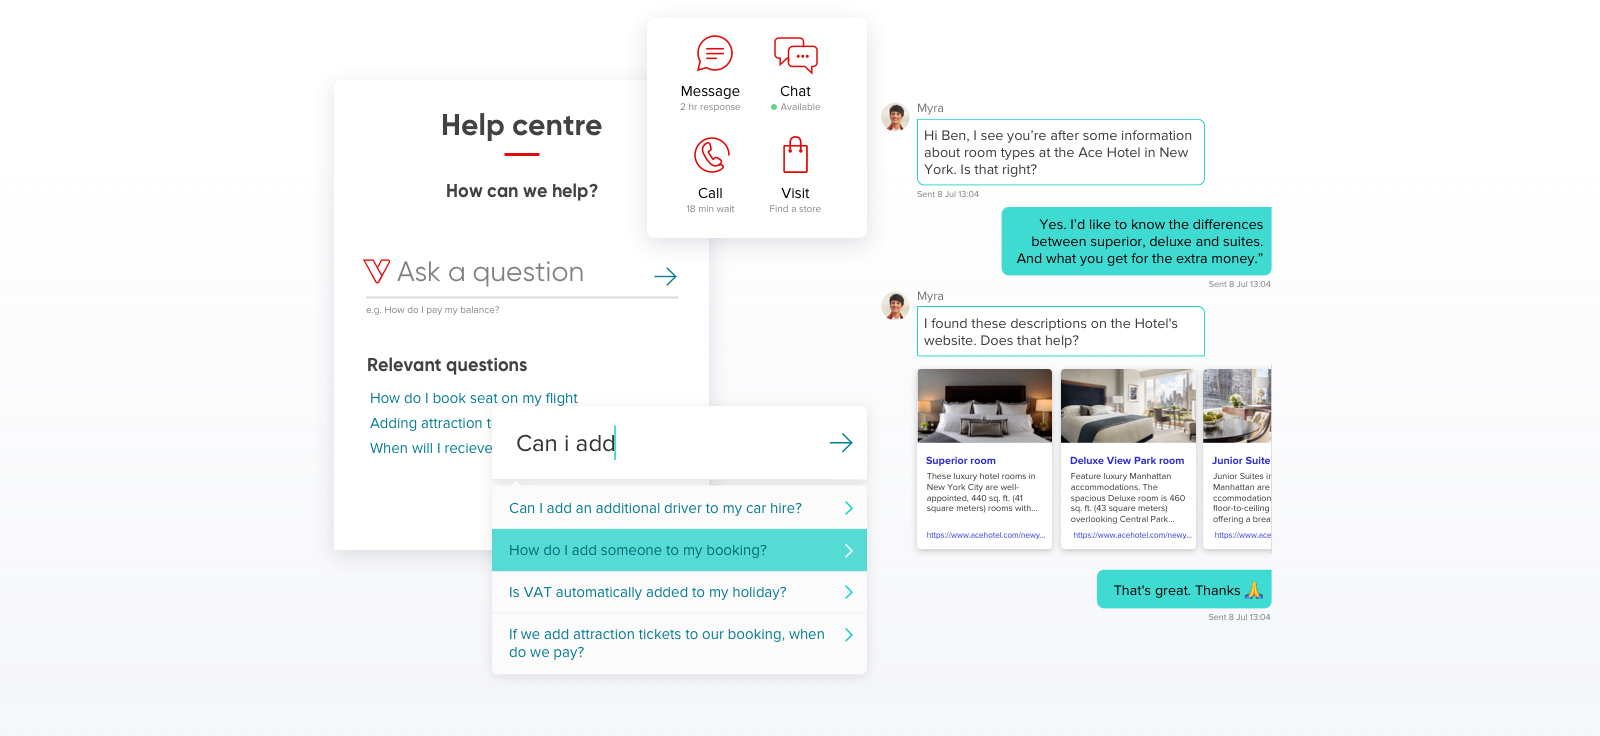 Help centre
How can we help?
Ask a question
e.g. How do I pay my balance?
Relevant questions
How do I book seat on my flight
Adding attraction t
When will I recieve
Message
2 hr response
Chat
Available
Call
18 min wait
Visit
Find a store
Can i add
Can I add an additional driver to my car hire?
How do I add someone to my booking?
Is VAT automatically added to my holiday?
If we add attraction tickets to our booking, when
do we pay?
Myra
Hi Ben, I see you’re after some information
about room types at the Ace Hotel in New
York. Is that right?
Sent 8 Jul 13:04
Yes. I’d like to know the differences
between superior, deluxe and suites.
And what you get for the extra money.”
Sent 8 Jul 13:04
Myra
I found these descriptions on the Hotel's
website. Does that help?
Superior room
These luxury hotel rooms in
New York City are well-
appointed, 440 sq. ft. (41
square meters) rooms with...
https://www.acehotel.com/newy...
Deluxe View Park room
Feature luxury Manhattan
accommodations. The
spacious Deluxe room is 460
sq. ft. (43 square meters)
overlooking Central Park...
https://www.acehotel.com/newy...
Junior Suite
Junior Suites i
Manhattan are
ccommodation
floor-to-ceiling
offering a brea
https://www.ace
That's great. Thanks 🙏
Sent 8 Jul 13:04